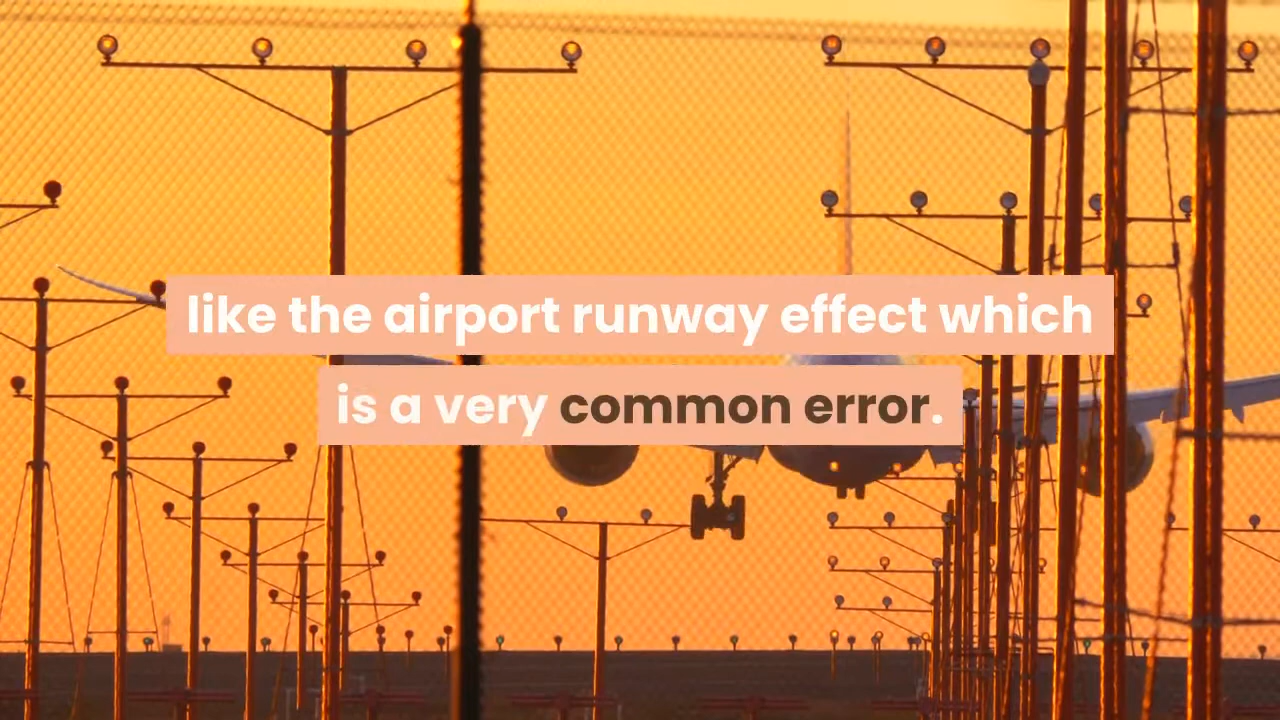 like the airport runway effect which
is a very common error.